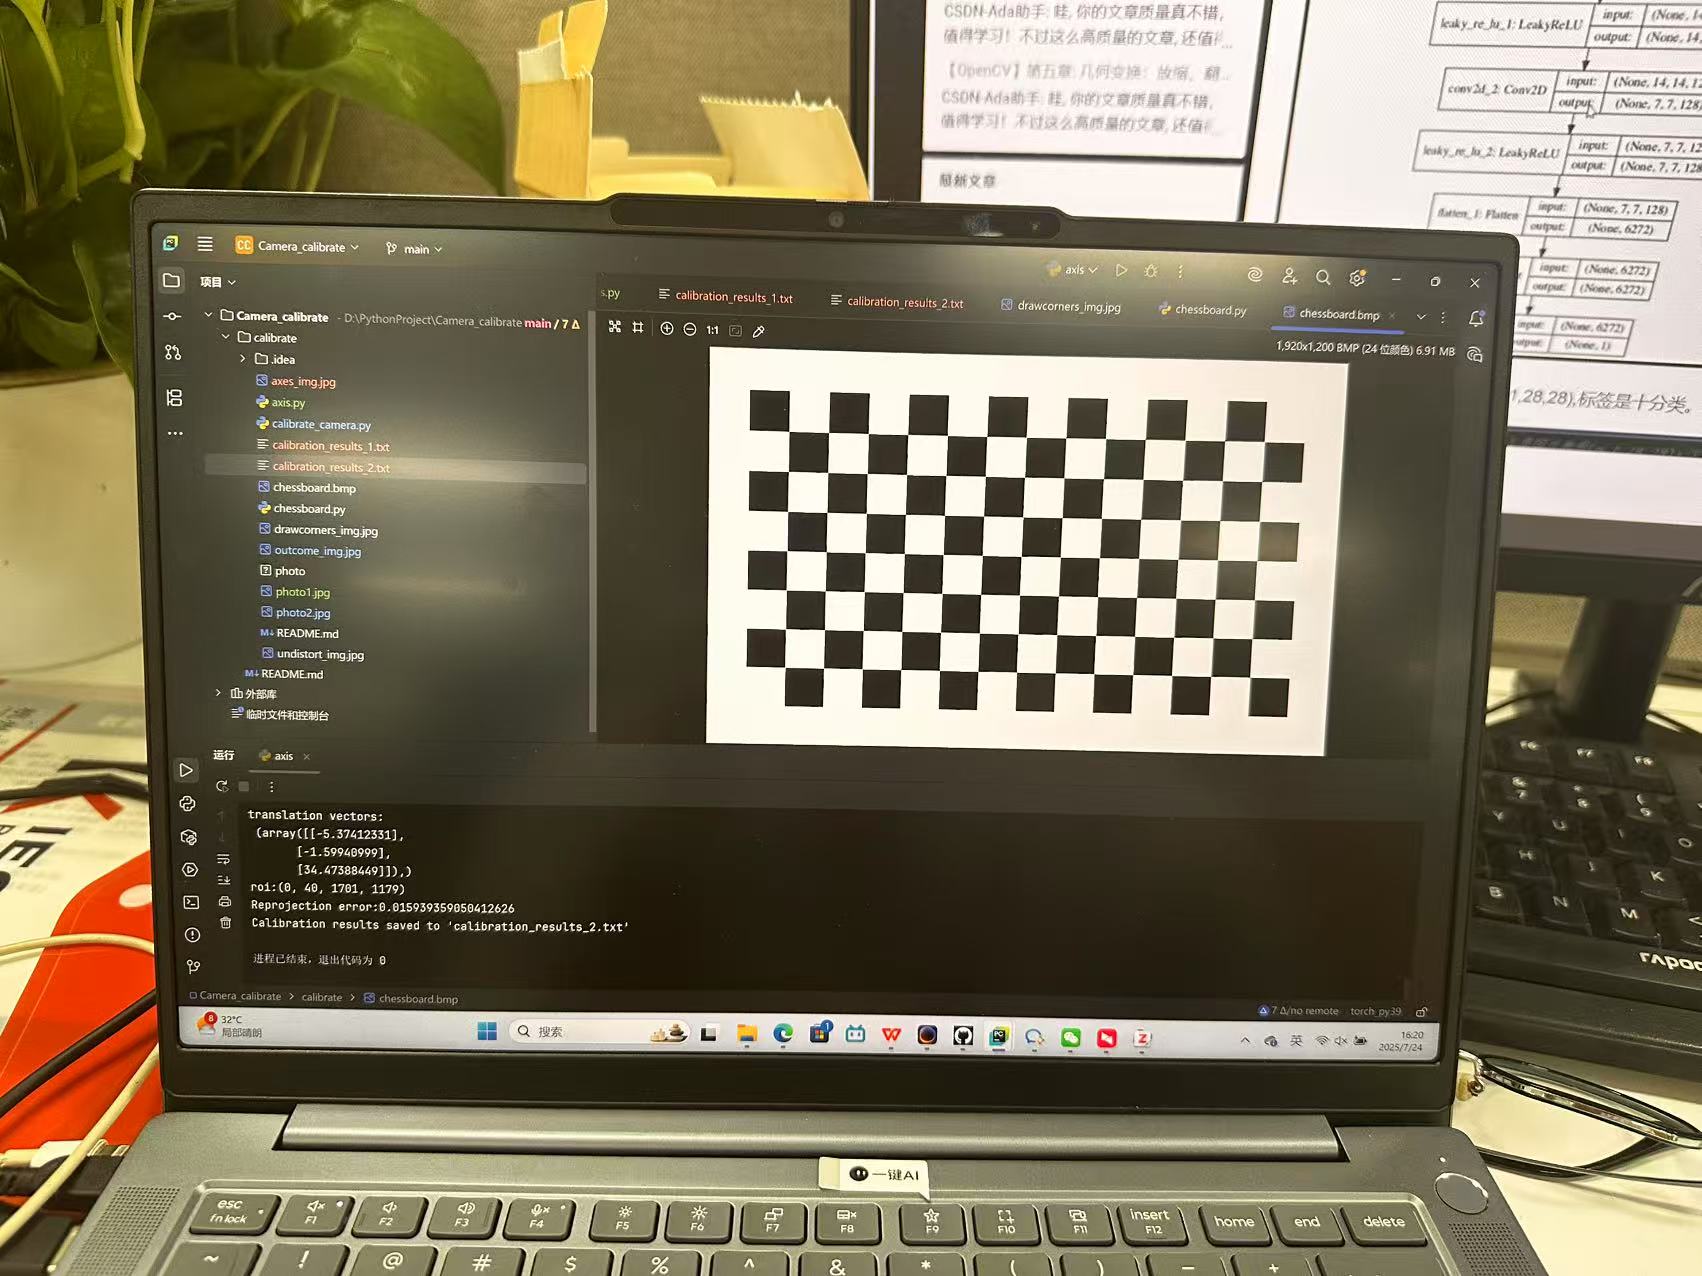 CSDN-Ada助手: 哇, 你的文章质量真不错,
值得学习！不过这么高质量的文章, 还值
【OpenCV】第五章: 几何变换: 放缩, 翻...
CSDN-Ada助手: 哇, 你的文章质量真不错,
值得学习！不过这么高质量的文章, 还值
最新文章
leaky_re_lu_1: LeakyReLU
input: (None, 14
output: (None, 14,
conv2d_2: Conv2D
input: (None, 14, 14, 12
output: (None, 7, 7, 128)
leaky_re_lu_2: LeakyReLU
input: (None, 7, 7, 12
output: (None, 7, 7, 128
flatten_1: Flatten
input: (None, 7, 7, 128)
output: (None, 6272)
input: (None, 6272)
output: (None, 6272)
input: (None, 6272)
output: (None, 1)
1,28,28),标签是十分类。
CC Camera_calibrate
main
axis
项目
s.py
calibration_results_1.txt
calibration_results_2.txt
drawcorners_img.jpg
chessboard.py
chessboard.bmp
1:1
1,920x1,200 BMP (24 位颜色) 6.91 MB
Camera_calibrate - D:\PythonProject\Camera_calibrate main / 7 Δ
calibrate
.idea
axes_img.jpg
axis.py
calibrate_camera.py
calibration_results_1.txt
calibration_results_2.txt
chessboard.bmp
chessboard.py
drawcorners_img.jpg
outcome_img.jpg
photo
photo1.jpg
photo2.jpg
README.md
undistort_img.jpg
README.md
外部库
临时文件和控制台
运行
axis
translation vectors:
(array([[-5.37412331],
[-1.59940999],
[34.47388449]]),)
roi:(0, 40, 1701, 1179)
Reprojection error:0.015939359050412626
Calibration results saved to 'calibration_results_2.txt'
进程已结束，退出代码为 0
Camera_calibrate > calibrate > chessboard.bmp
7 Δ/no remote
torch_py39
8
32°C
局部晴朗
搜索
英
16:20
2025/7/24
一键AI
esc
fn lock
F1
F2
F3
F4
F5
F6
F7
F8
F9
F10
F11
insert
F12
home
end
delete
~
!
@
#
$
%
^
&
*
(
)
–
+
F6
F7
F8
Y
U
H
J
K
B
N
M
rapoo